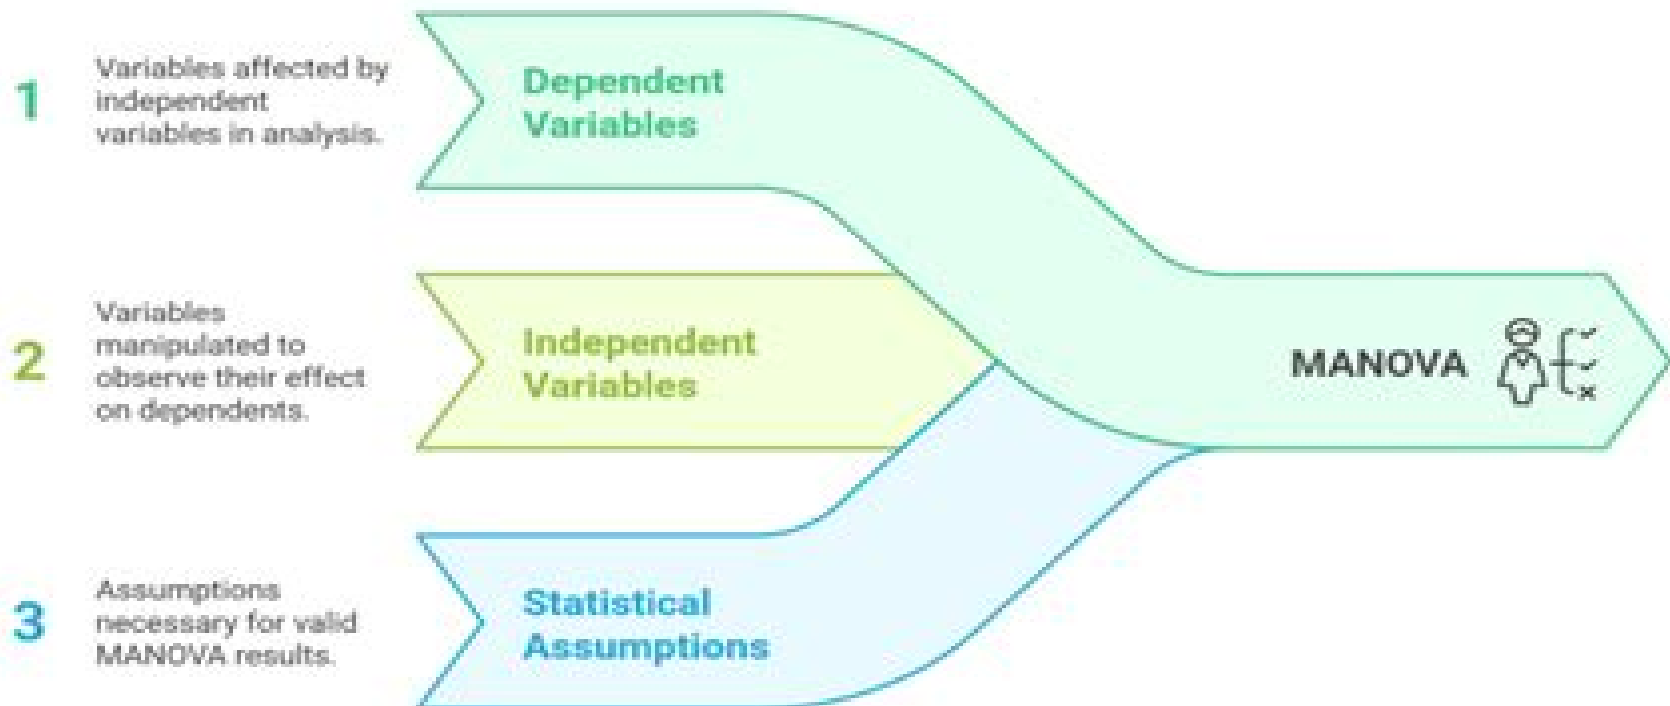 1
Variables affected by
independent
variables in analysis.
Dependent
Variables
2
Variables
manipulated to
observe their effect
on dependents.
Independent
Variables
MANOVA
3
Assumptions
necessary for valid
MANOVA results.
Statistical
Assumptions